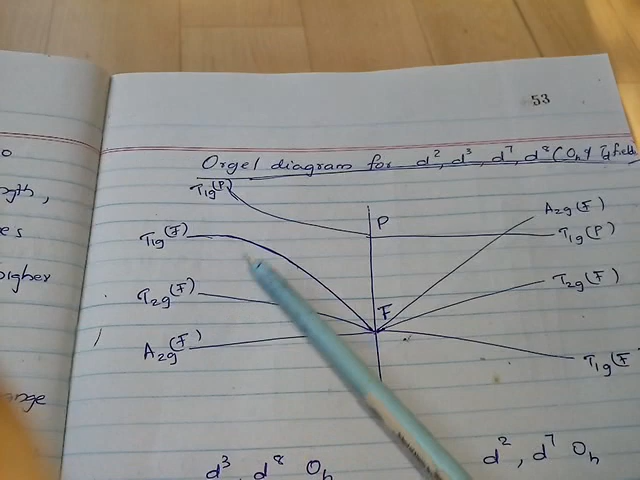 53
Orgel diagram for d², d³, d⁷, d⁸ (Oh & Td field
T₁g(P)
P
A₂g(F)
T₁g(F)
T₁g(P)
T₂g(F)
T₂g(F)
F
A₂g(F)
T₁g(F
d³, d⁸ Oh
d², d⁷ Oh